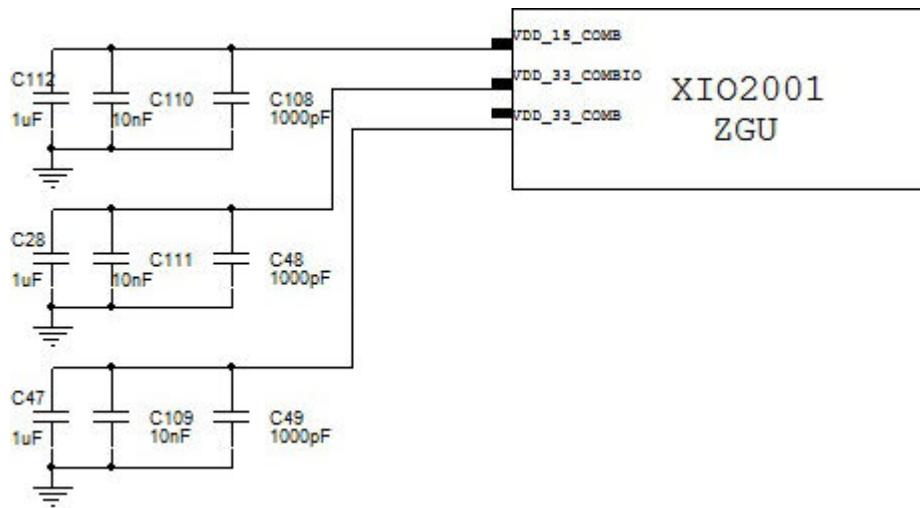 VDD_15_COMB
C112
VDD_33_COMBIO
XIO2001
C110
C108
1uF
10nF
1000pF
VDD_33_COMB
ZGU
C28
C111
C48
1uF
10nF
1000pF
C47
C109
C49
1uF
10nF
1000pF